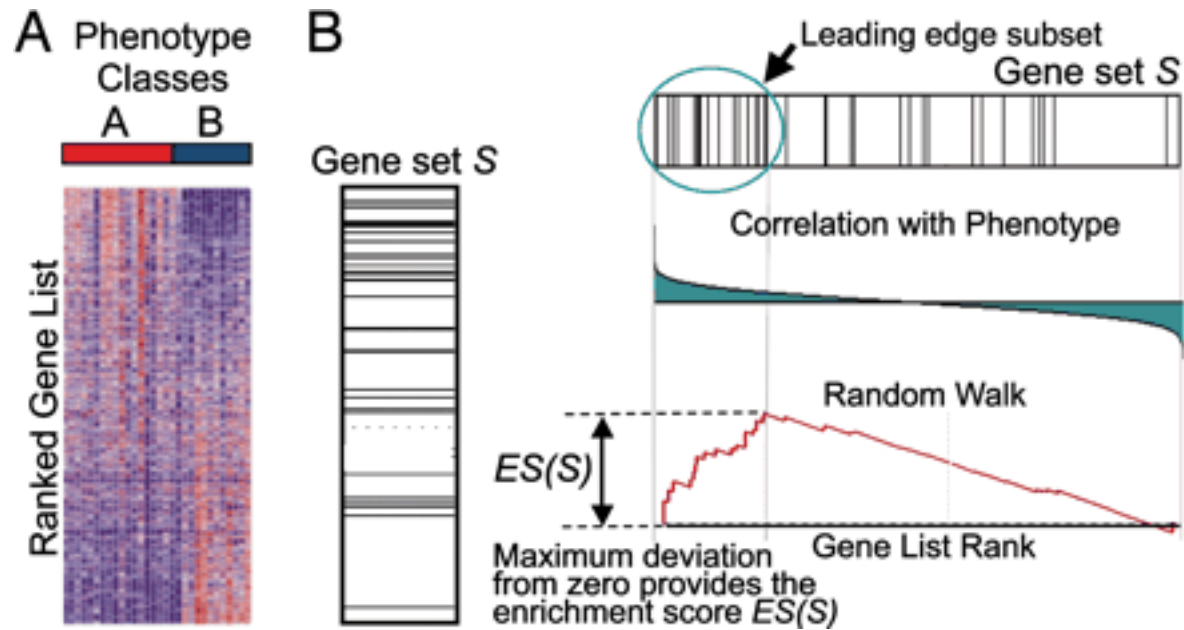 A
Phenotype
Classes
A B
Ranked Gene List
B
Gene set S
Leading edge subset
Gene set S
Correlation with Phenotype
Random Walk
ES(S)
Gene List Rank
Maximum deviation
from zero provides the
enrichment score ES(S)